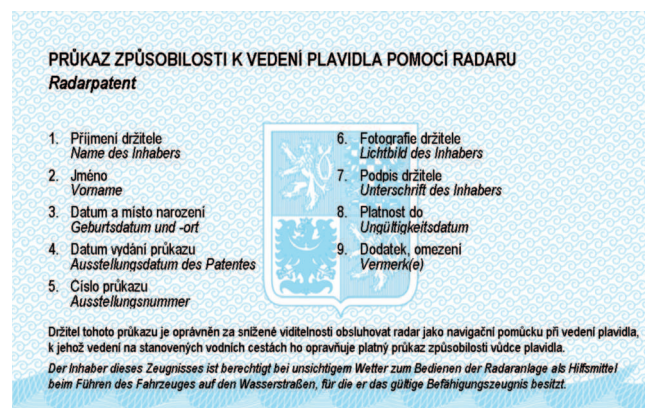 PRŮKAZ ZPŮSOBILOSTI K VEDENÍ PLAVIDLA POMOCÍ RADARU
Radarpatent
1. Příjmení držitele
Name des Inhabers
2. Jméno
Vorname
3. Datum a místo narození
Geburtsdatum und -ort
4. Datum vydání průkazu
Ausstellungsdatum des Patentes
5. Číslo průkazu
Ausstellungsnummer
6. Fotografie držitele
Lichtbild des Inhabers
7. Podpis držitele
Unterschrift des Inhabers
8. Platnost do
Ungültigkeitsdatum
9. Dodatek, omezení
Vermerk(e)
Držitel tohoto průkazu je oprávněn za snížené viditelnosti obsluhovat radar jako navigační pomůcku při vedení plavidla,
k jehož vedení na stanovených vodních cestách ho opravňuje platný průkaz způsobilosti vůdce plavidla.
Der Inhaber dieses Zeugnisses ist berechtigt bei unsichtigem Wetter zum Bedienen der Radaranlage als Hilfsmittel
beim Führen des Fahrzeuges auf den Wasserstraßen, für die er das gültige Befähigungszeugnis besitzt.